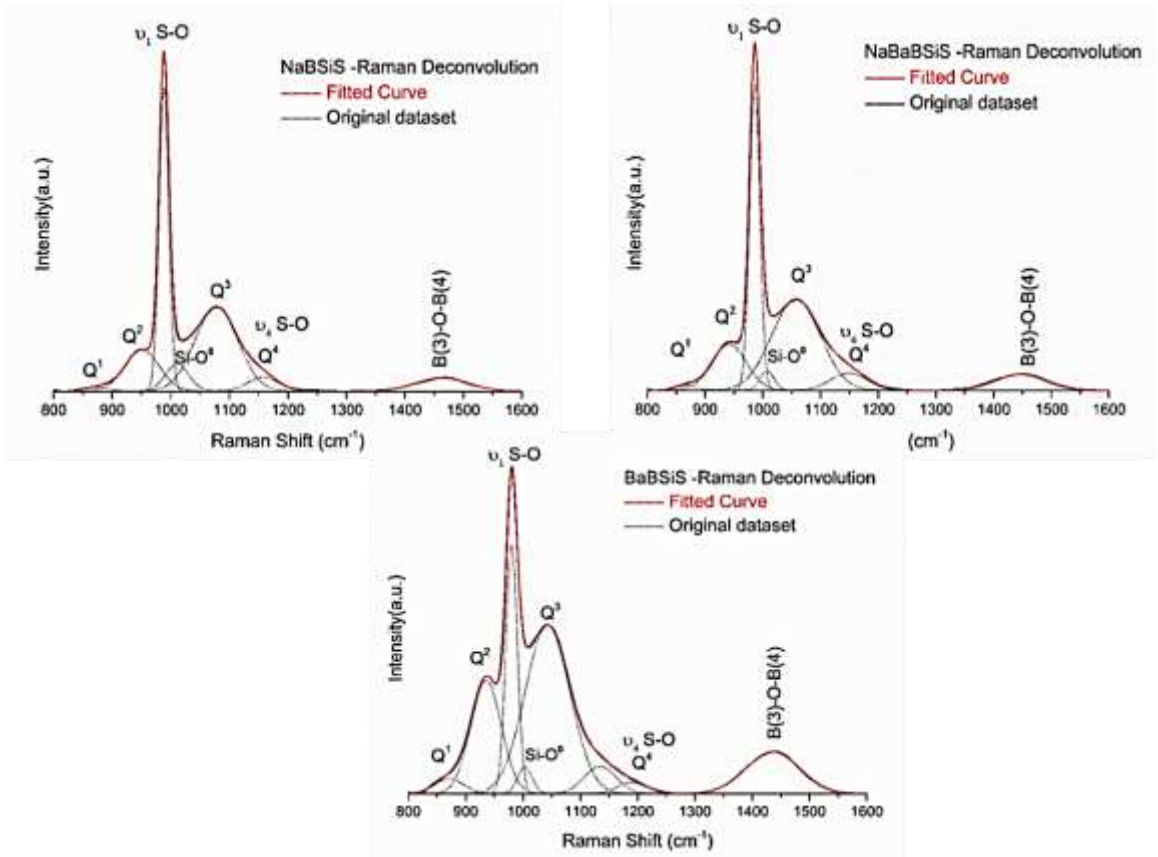 υ₁ S-O
NaBSiS -Raman Deconvolution
Fitted Curve
Original dataset
Intensity(a.u.)
Q¹
Q²
Si-O⁰
Q³
υ₄ S-O
Q⁴
B(3)-O-B(4)
800 900 1000 1100 1200 1300 1400 1500 1600
Raman Shift (cm⁻¹)
υ₁ S-O
NaBaBSiS -Raman Deconvolution
Fitted Curve
Original dataset
Intensity(a.u.)
Q¹
Q²
Si-O⁰
Q³
υ₄ S-O
Q⁴
B(3)-O-B(4)
800 900 1000 1100 1200 1300 1400 1500 1600
(cm⁻¹)
υ₁ S-O
BaBSiS -Raman Deconvolution
Fitted Curve
Original dataset
Intensity(a.u.)
Q¹
Q²
Si-O⁰
Q³
υ₄ S-O
Q⁴
B(3)-O-B(4)
800 900 1000 1100 1200 1300 1400 1500 1600
Raman Shift (cm⁻¹)